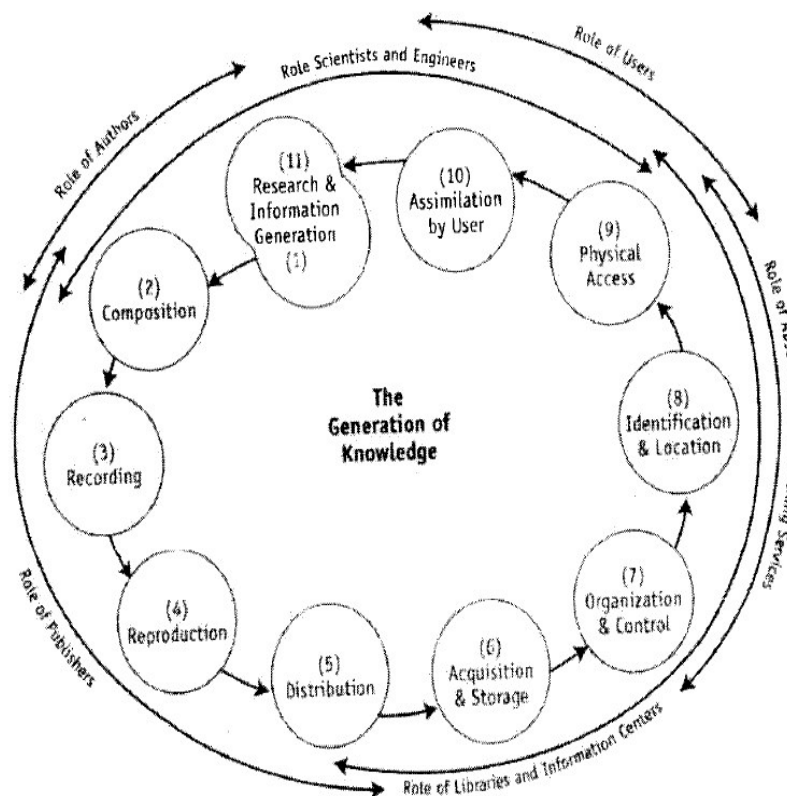 Role of Users
Role Scientists and Engineers
Role of Authors
(11)
Research &
Information
Generation
(1)
(10)
Assimilation
by User
(9)
Physical
Access
(2)
Composition
(8)
Identification
& Location
The
Generation of
Knowledge
(3)
Recording
(7)
Organization
& Control
(4)
Reproduction
(6)
Acquisition
& Storage
(5)
Distribution
Role of Publishers
Role of
Services
Role of Libraries and Information Centers